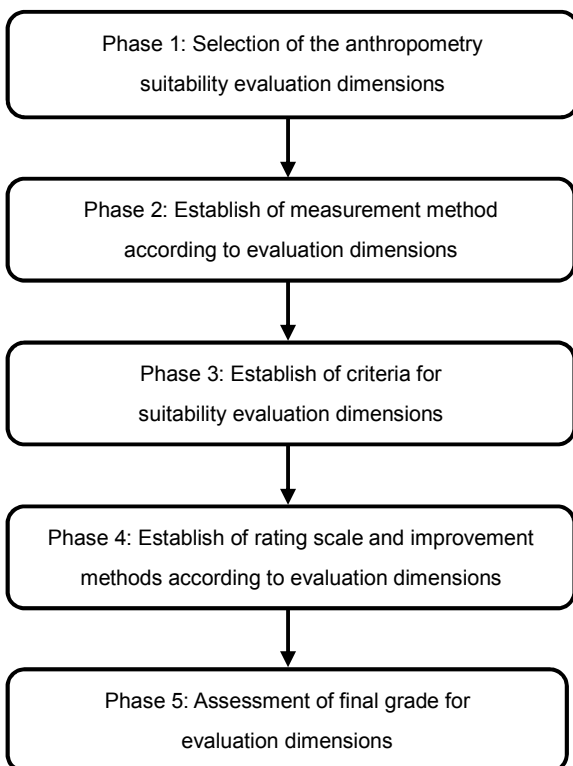 Phase 1: Selection of the anthropometry
suitability evaluation dimensions
Phase 2: Establish of measurement method
according to evaluation dimensions
Phase 3: Establish of criteria for
suitability evaluation dimensions
Phase 4: Establish of rating scale and improvement
methods according to evaluation dimensions
Phase 5: Assessment of final grade for
evaluation dimensions